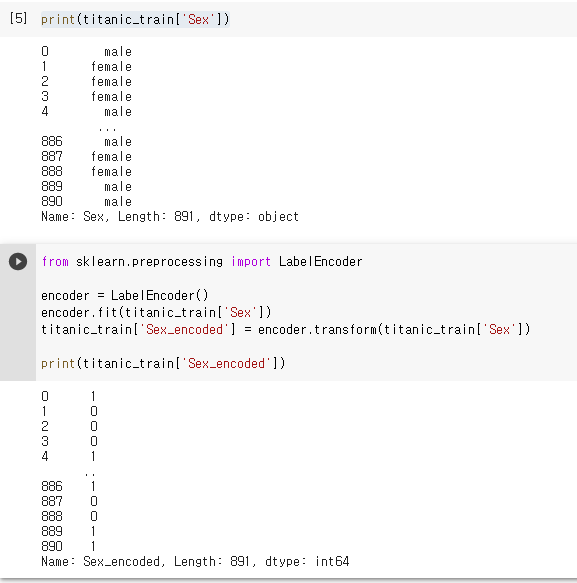 [5] print(titanic_train['Sex'])
0 male
1 female
2 female
3 female
4 male
...
886 male
887 female
888 female
889 male
890 male
Name: Sex, Length: 891, dtype: object
from sklearn.preprocessing import LabelEncoder
encoder = LabelEncoder()
encoder.fit(titanic_train['Sex'])
titanic_train['Sex_encoded'] = encoder.transform(titanic_train['Sex'])
print(titanic_train['Sex_encoded'])
0 1
1 0
2 0
3 0
4 1
..
886 1
887 0
888 0
889 1
890 1
Name: Sex_encoded, Length: 891, dtype: int64